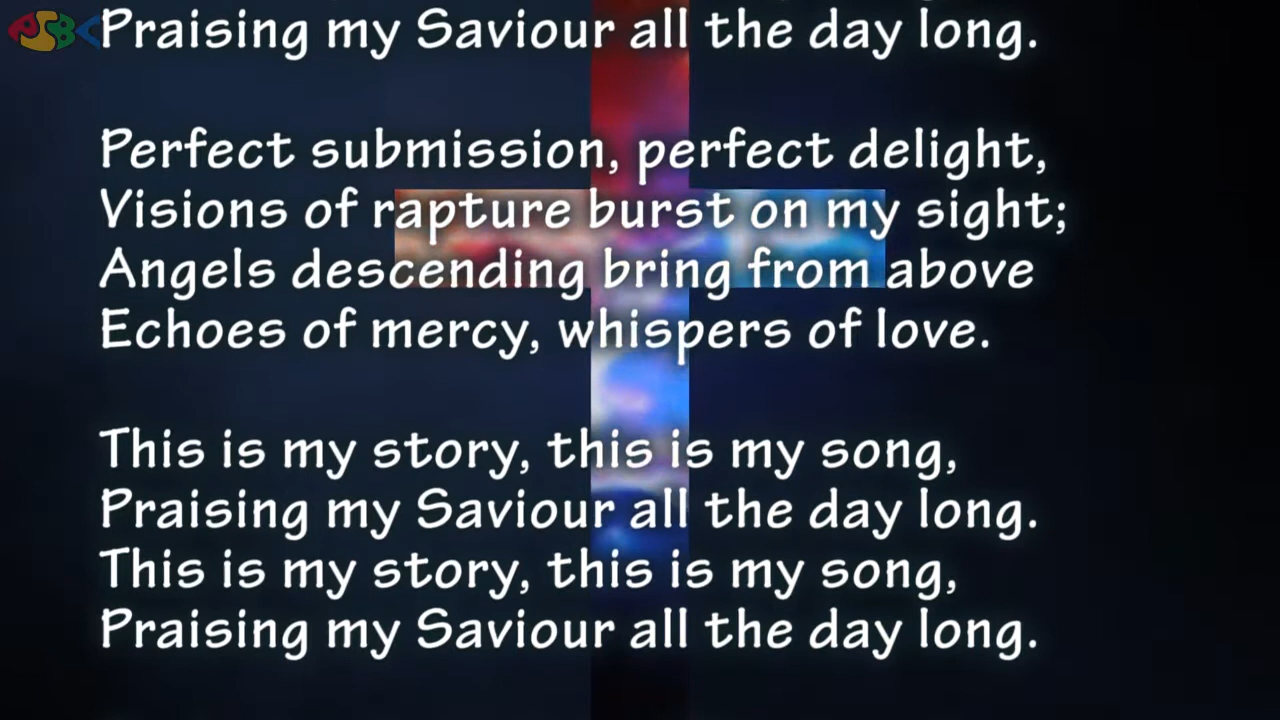 PSBC
Praising my Saviour all the day long.
Perfect submission, perfect delight,
Visions of rapture burst on my sight;
Angels descending bring from above
Echoes of mercy, whispers of love.
This is my story, this is my song,
Praising my Saviour all the day long.
This is my story, this is my song,
Praising my Saviour all the day long.